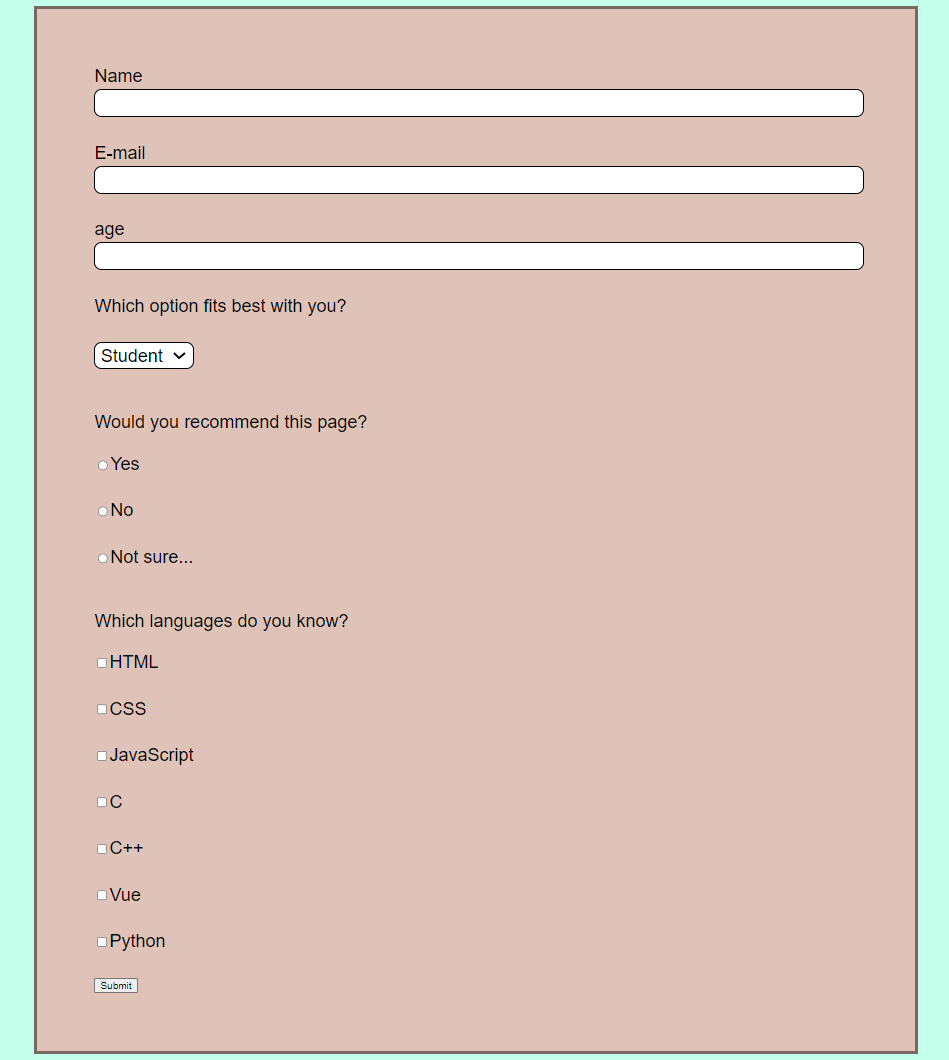 Name
E-mail
age
Which option fits best with you?
Student
Would you recommend this page?
Yes
No
Not sure...
Which languages do you know?
HTML
CSS
JavaScript
C
C++
Vue
Python
Submit